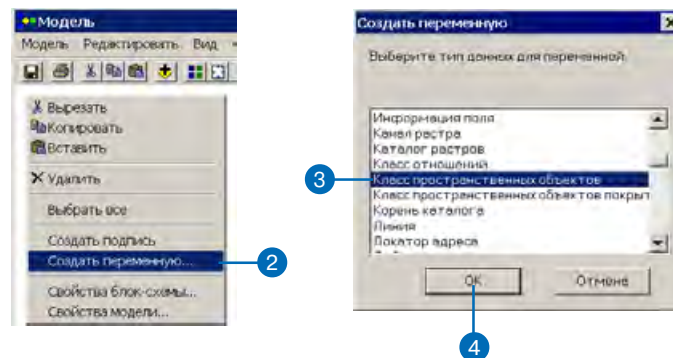 Модель
Модель Редактировать Вид
Вырезать
Копировать
Вставить
Удалить
Выбрать все
Создать подпись
Создать переменную...
Свойства блок-схемы...
Свойства модели...
2
Создать переменную
Выберите тип данных для переменной
Информация поля
Канал растра
Каталог растров
Класс отношений
Класс пространственных объектов
Класс пространственных объектов покрыт
Корень каталога
Линия
Локатор адреса
3
OK
Отмена
4